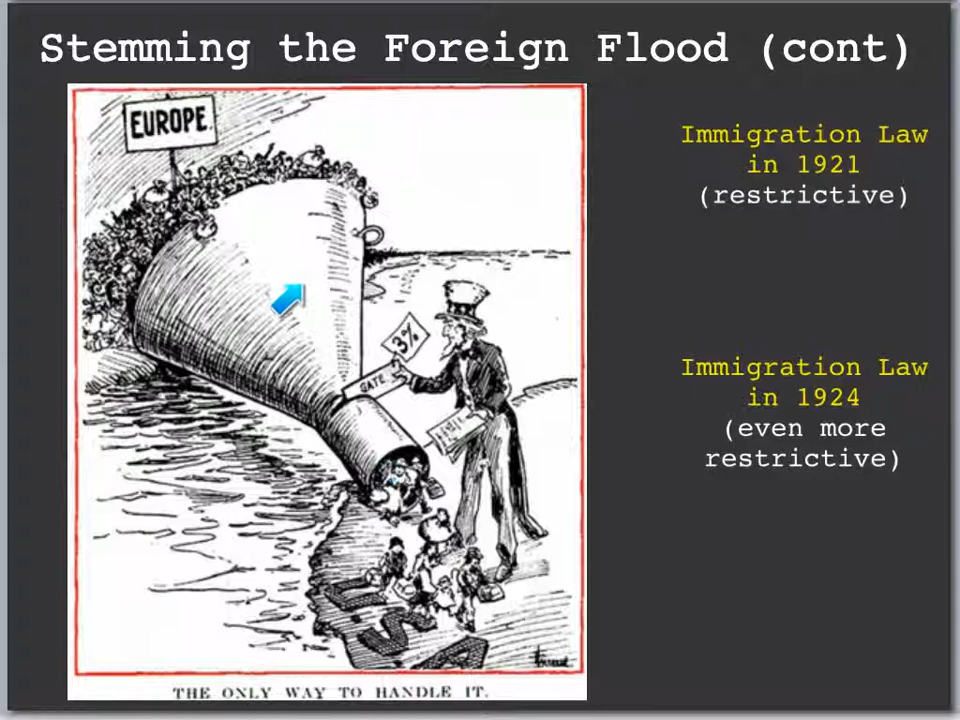 Stemming the Foreign Flood (cont)
EUROPE.
3%
GATE
U.S.A
THE ONLY WAY TO HANDLE IT.
Immigration Law
in 1921
(restrictive)
Immigration Law
in 1924
(even more
restrictive)